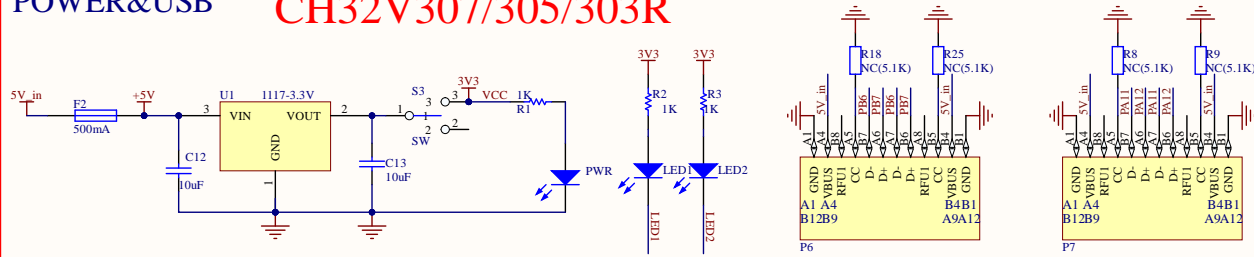 POWER&USB
CH32V307/305/303R
5V_in
F2
500mA
+5V
C12
10uF
U1
1117-3.3V
3
VIN
VOUT
2
GND
1
C13
10uF
S3
1
3
3
2
2
SW
3V3
VCC
1K
R1
PWR
3V3
R2
1K
LED1
LED1
3V3
R3
1K
LED2
LED2
R18
NC(5.1K)
R25
NC(5.1K)
5V_in
PB6
PB7
PB6
PB7
5V_in
A1
A4
B8
A5
B7
A6
A7
B6
A8
B5
B4
B1
GND
VBUS
RFU1
CC
D-
D+
D-
D+
RFU1
CC
VBUS
GND
A1 A4
B12B9
B4B1
A9A12
P6
R8
NC(5.1K)
R9
NC(5.1K)
5V_in
PA11
PA12
PA11
PA12
5V_in
A1
A4
B8
A5
B7
A6
A7
B6
A8
B5
B4
B1
GND
VBUS
RFU1
CC
D-
D+
D-
D+
RFU1
CC
VBUS
GND
A1 A4
B12B9
B4B1
A9A12
P7